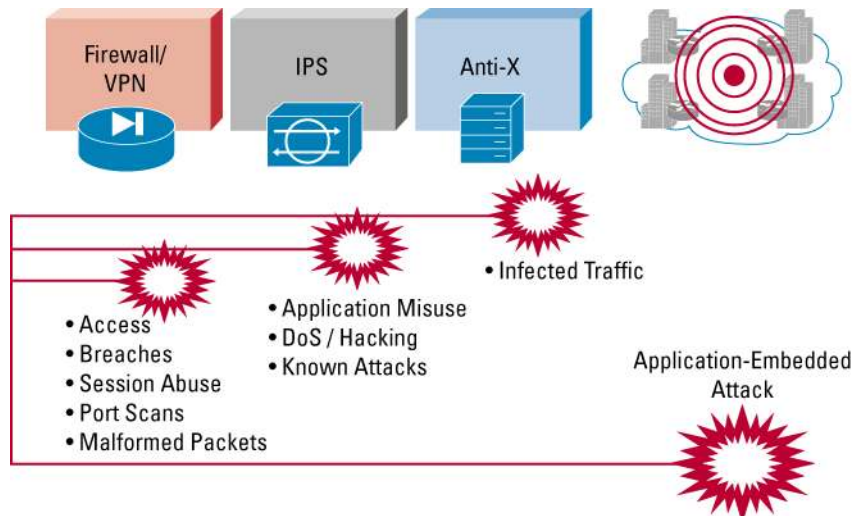 Firewall/
VPN
IPS
Anti-X
• Access
• Breaches
• Session Abuse
• Port Scans
• Malformed Packets
• Application Misuse
• DoS / Hacking
• Known Attacks
• Infected Traffic
Application-Embedded
Attack